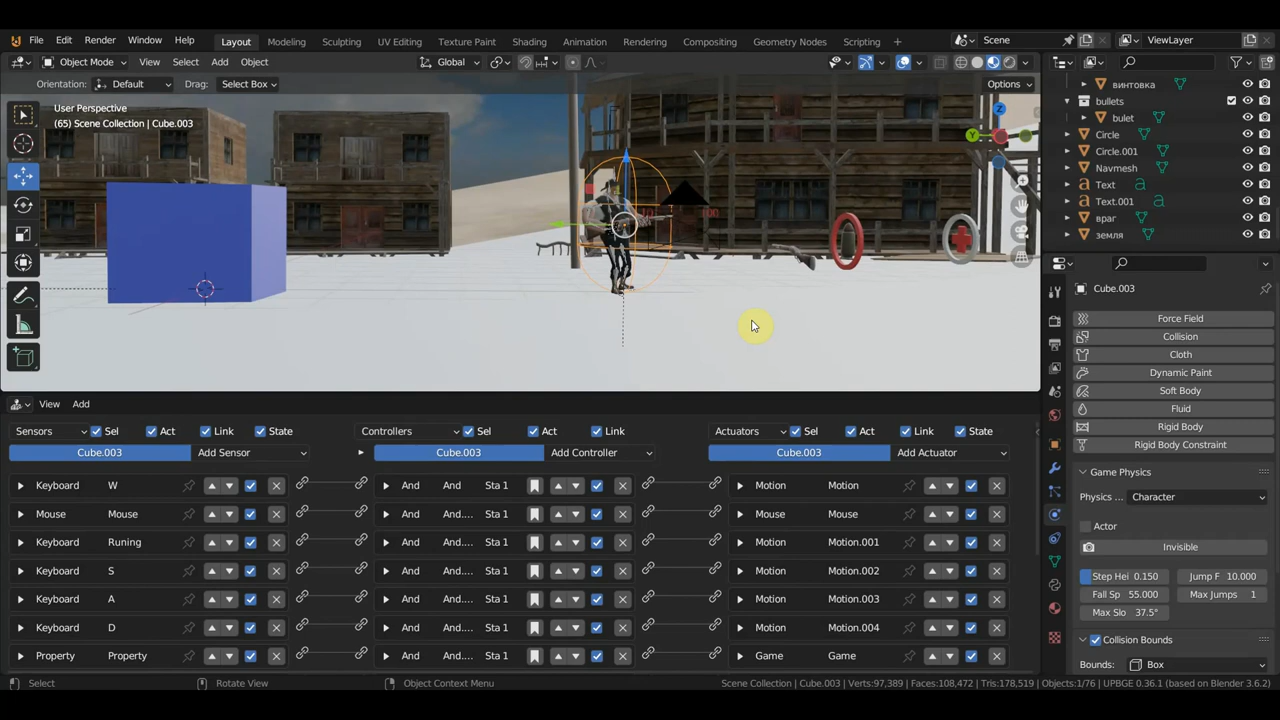 File Edit Render Window Help Layout Modeling Sculpting UV Editing Texture Paint Shading Animation Rendering Compositing Geometry Nodes Scripting + Scene ViewLayer
Object Mode View Select Add Object Global
Orientation: Default Drag: Select Box Options
User Perspective
(65) Scene Collection | Cube.003
Z
Y
100
винтовка
bullets
bulet
Circle
Circle.001
Navmesh
Text
Text.001
враг
земля
Cube.003
Force Field
Collision
Cloth
Dynamic Paint
Soft Body
Fluid
Rigid Body
Rigid Body Constraint
Game Physics
Physics ... Character
Actor
Invisible
Step Hei 0.150 Jump F 10.000
Fall Sp 55.000 Max Jumps 1
Max Slo 37.5°
Collision Bounds
Bounds: Box
View Add
Sensors Sel Act Link State Controllers Sel Act Link Actuators Sel Act Link State
Cube.003 Add Sensor Cube.003 Add Controller Cube.003 Add Actuator
Keyboard W And And Sta 1 Motion Motion
Mouse Mouse And And.... Sta 1 Mouse Mouse
Keyboard Runing And And.... Sta 1 Motion Motion.001
Keyboard S And And.... Sta 1 Motion Motion.002
Keyboard A And And.... Sta 1 Motion Motion.003
Keyboard D And And.... Sta 1 Motion Motion.004
Property Property And And.... Sta 1 Game Game
Select Rotate View Object Context Menu Scene Collection | Cube.003 | Verts:97,389 | Faces:108,472 | Tris:178,519 | Objects:1/76 | UPBGE 0.36.1 (based on Blender 3.6.2)